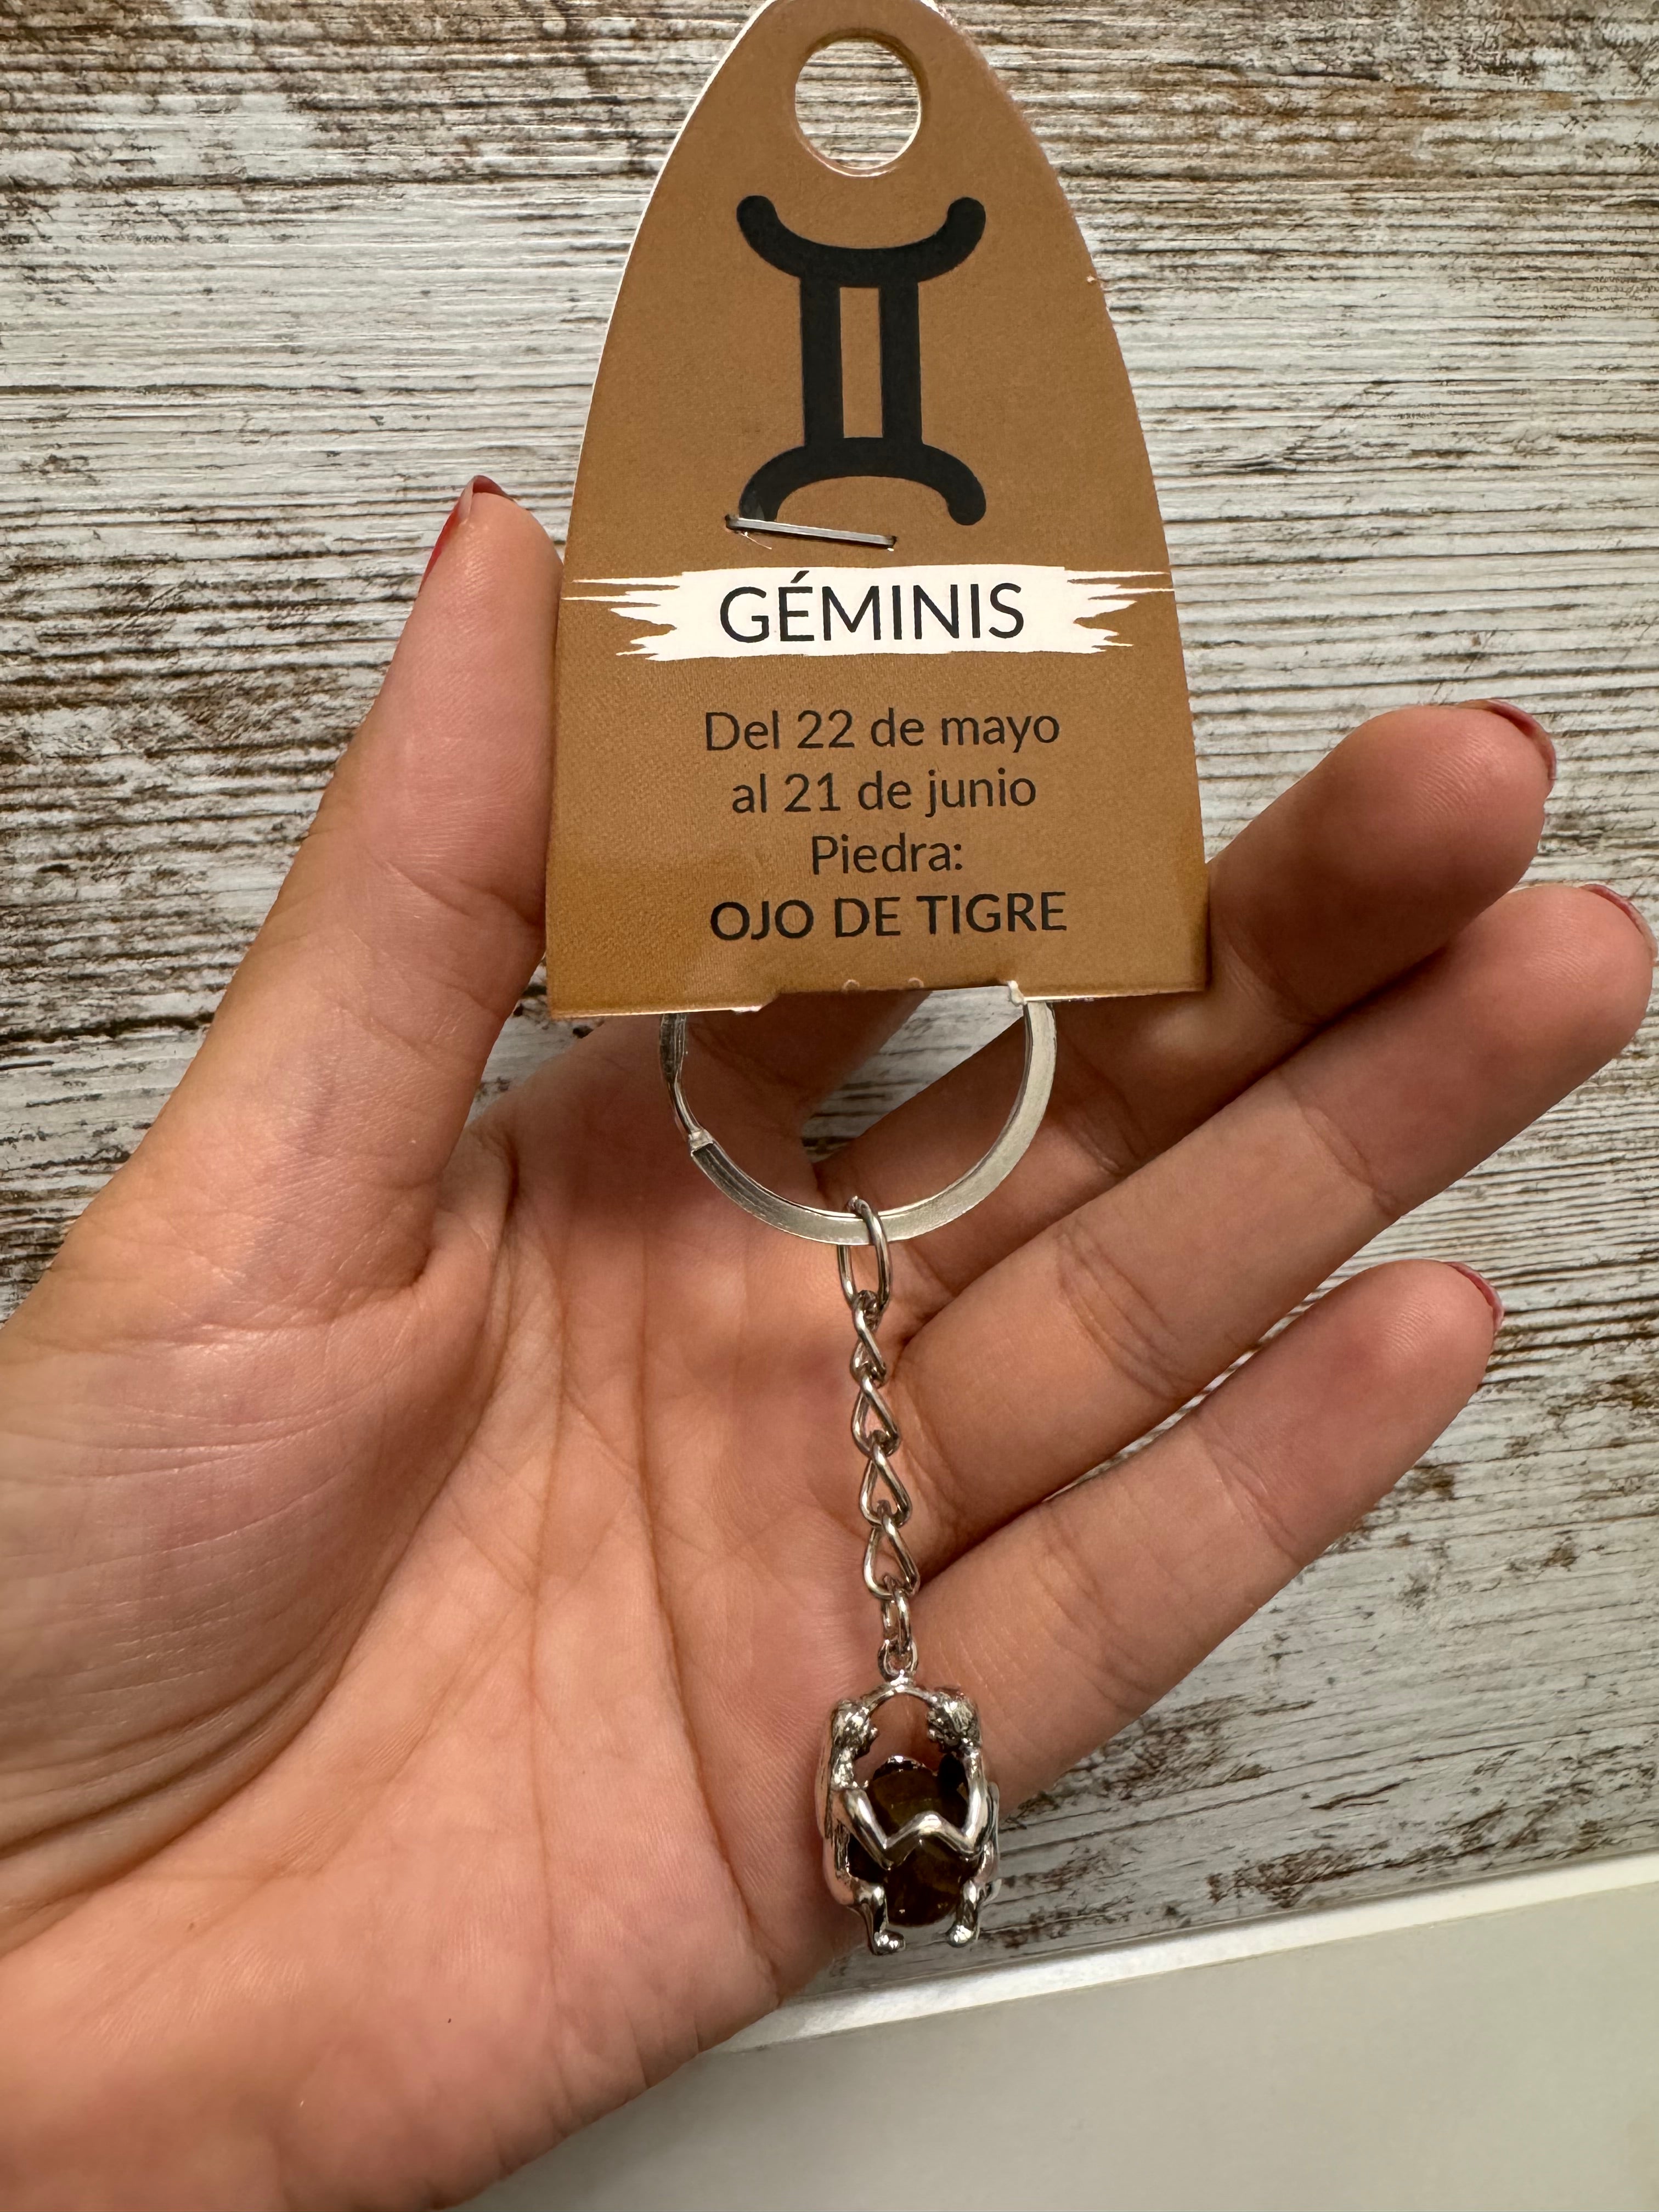 GÉMINIS
Del 22 de mayo
al 21 de junio
Piedra:
OJO DE TIGRE